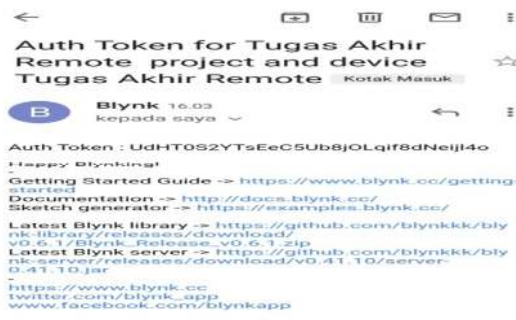 Auth Token for Tugas Akhir
Remote project and device
Tugas Akhir Remote Kotak Masuk
B
Blynk 16.03
kepada saya
Auth Token : UdHT0S2YTsEeC5Ub8jOLqif8dNeijI4o
Happy Blynking!
-
Getting Started Guide -> https://www.blynk.cc/getting-
started
Documentation -> http://docs.blynk.cc/
Sketch generator -> https://examples.blynk.cc/
Latest Blynk library -> https://github.com/blynkkk/bly
nk-library/releases/download/
v0.6.1/Blynk_Release_v0.6.1.zip
Latest Blynk server -> https://github.com/blynkkk/bly
nk-server/releases/download/v0.41.10/server-
0.41.10.jar
-
https://www.blynk.cc
twitter.com/blynk_app
www.facebook.com/blynkapp